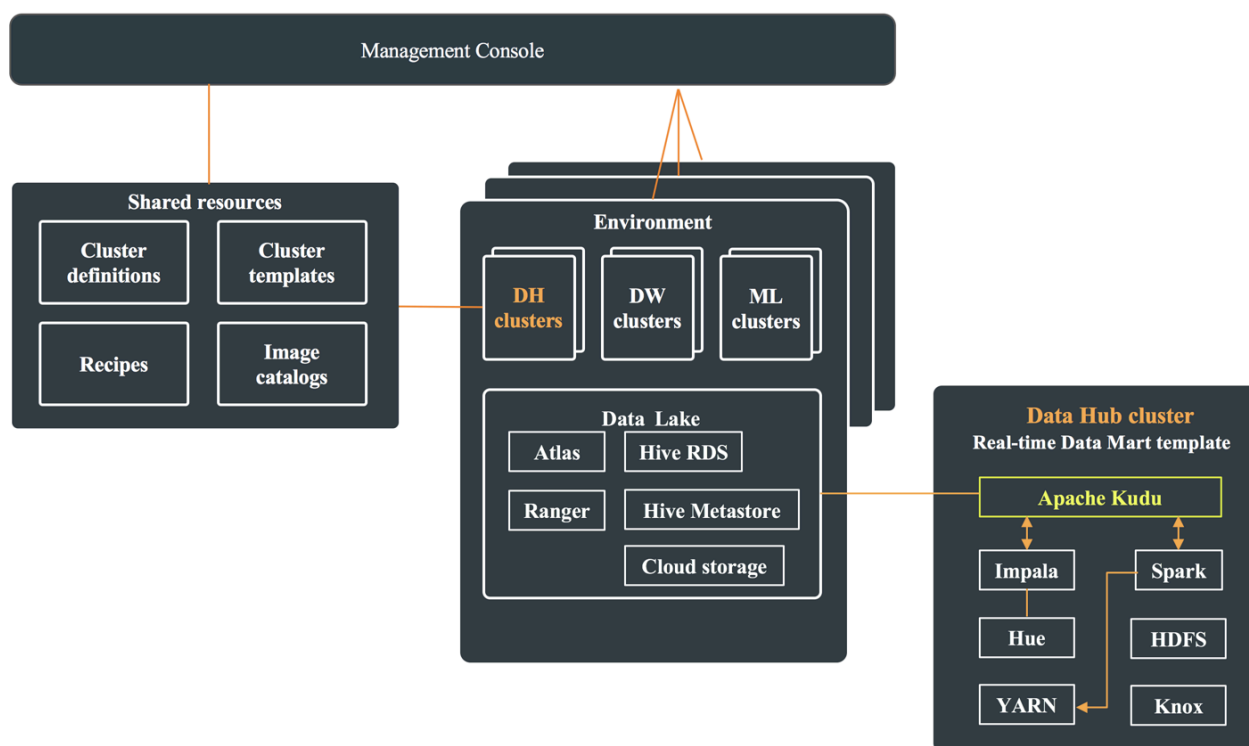 Management Console
Shared resources
Cluster
definitions
Cluster
templates
Recipes
Image
catalogs
Environment
DH
clusters
DW
clusters
ML
clusters
Data Lake
Atlas
Hive RDS
Ranger
Hive Metastore
Cloud storage
Data Hub cluster
Real-time Data Mart template
Apache Kudu
Impala
Spark
Hue
HDFS
YARN
Knox